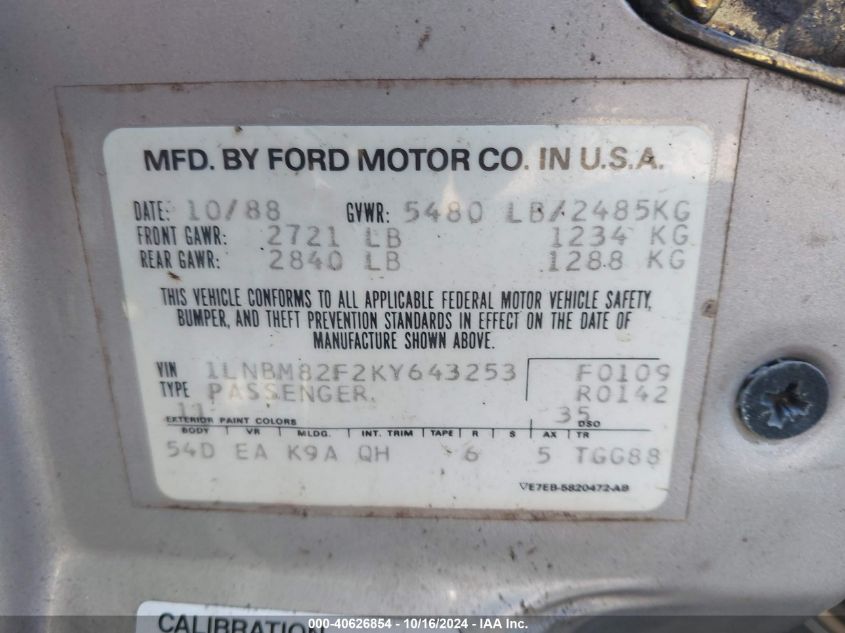 MFD. BY FORD MOTOR CO. IN U.S.A.
DATE: 10/88 GVWR: 5480 LB/2485KG
FRONT GAWR: 2721 LB 1234 KG
REAR GAWR: 2840 LB 1288 KG
THIS VEHICLE CONFORMS TO ALL APPLICABLE FEDERAL MOTOR VEHICLE SAFETY,
BUMPER, AND THEFT PREVENTION STANDARDS IN EFFECT ON THE DATE OF
MANUFACTURE SHOWN ABOVE.
VIN 1LNBM82F2KY643253 F0109
TYPE PASSENGER R0142
11 35
EXTERIOR PAINT COLORS DSO
BODY VR MLDG. INT. TRIM TAPE R S AX TR
54D EA K9A QH 6 5 TGG88
VE7EB-5820472-AB
CALIBRATION
000-40626854 | 10/16/2024 - IAA Inc.